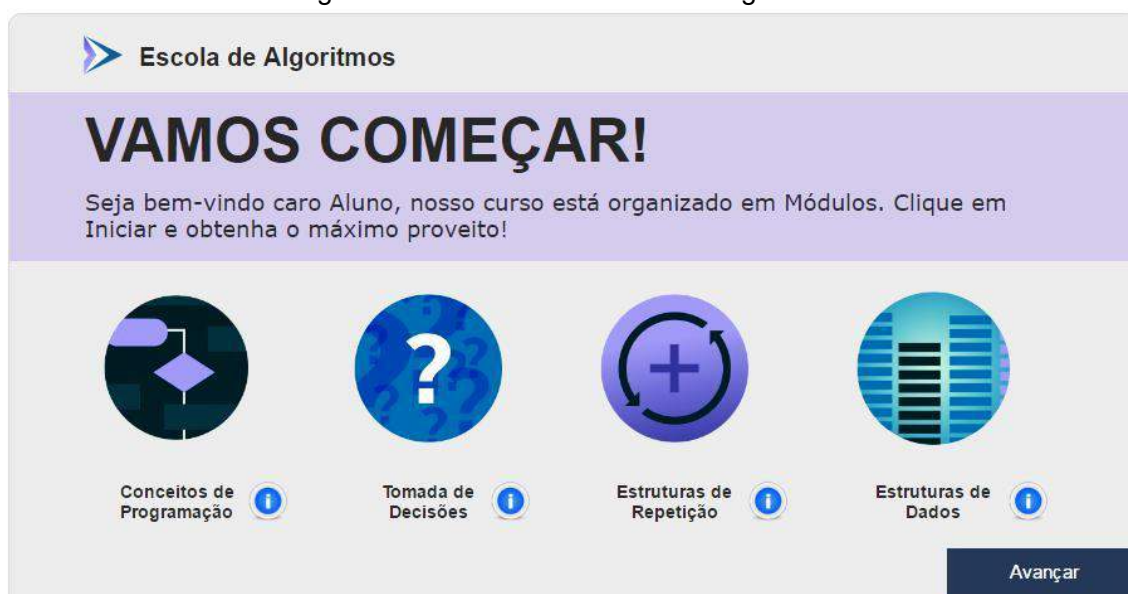 Escola de Algoritmos
VAMOS COMEÇAR!
Seja bem-vindo caro Aluno, nosso curso está organizado em Módulos. Clique em
Iniciar e obtenha o máximo proveito!
Conceitos de
Programação
Tomada de
Decisões
Estruturas de
Repetição
Estruturas de
Dados
Avançar